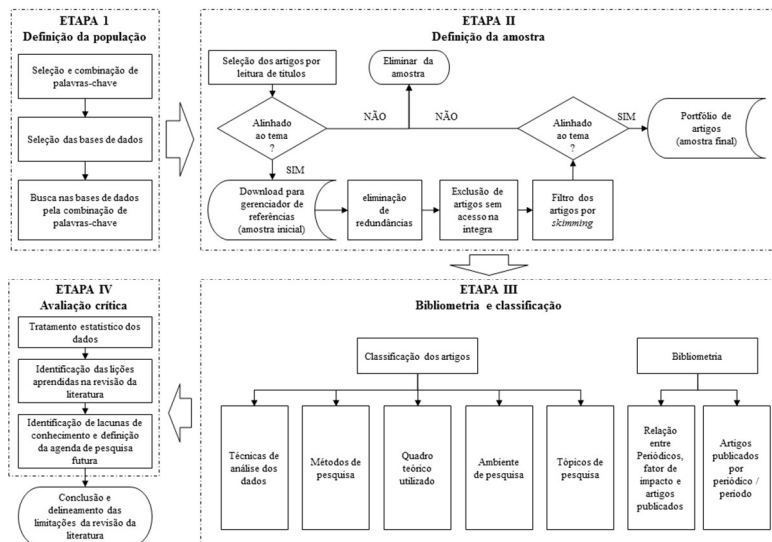 ETAPA 1
Definição da população
Seleção e combinação de
palavras-chave
Seleção das bases de dados
Busca nas bases de dados
pela combinação de
palavras-chave
ETAPA II
Definição da amostra
Seleção dos artigos por
leitura de titulos
Eliminar da
amostra
Alinhado
ao tema
?
NÃO
NÃO
Alinhado
ao tema
?
SIM
Portfólio de
artigos
(amostra final)
SIM
Download para
gerenciador de
referências
(amostra inicial)
eliminação
de
redundâncias
Exclusão de
artigos sem
acesso na
integra
Filtro dos
artigos por
skimming
ETAPA III
Bibliometria e classificação
Classificação dos artigos
Bibliometria
Técnicas de
análise dos
dados
Métodos de
pesquisa
Quadro
teórico
utilizado
Ambiente
de pesquisa
Tópicos de
pesquisa
Relação
entre
Periódicos,
fator de
impacto e
artigos
publicados
Artigos
publicados
por
periódico /
periodo
ETAPA IV
Avaliação crítica
Tratamento estatistico dos
dados
Identificação das lições
aprendidas na revisão da
literatura
Identificação de lacunas de
conhecimento e definição
da agenda de pesquisa
futura
Conclusão e
delineamento das
limitações da revisão da
literatura